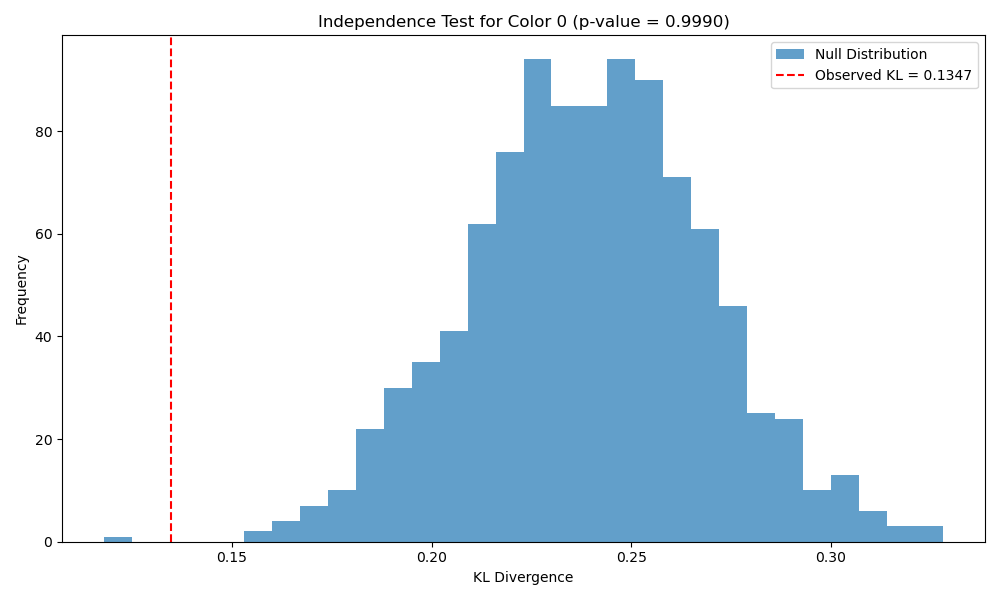 Independence Test for Color 0 (p-value = 0.9990)
Null Distribution
Observed KL = 0.1347
Frequency
80
60
40
20
0
0.15 0.20 0.25 0.30
KL Divergence